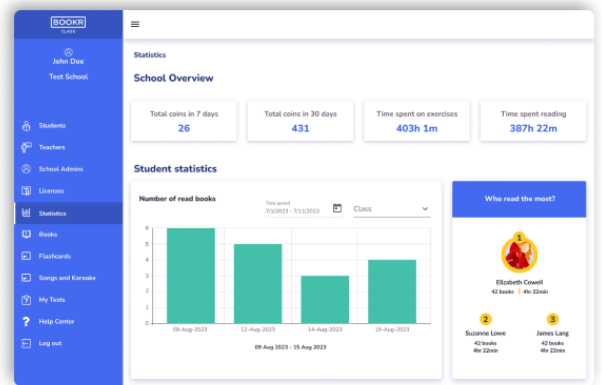 BOOKR
CLASS
John Doe
Test School
Students
Teachers
School Admins
Licenses
Statistics
Books
Flashcards
Songs and Karaoke
My Tests
Help Center
Log out
Statistics
School Overview
Total coins in 7 days
26
Total coins in 30 days
431
Time spent on exercises
403h 1m
Time spent reading
387h 22m
Student statistics
Number of read books
Time period
7/1/2023 - 7/11/2023
Class
6
5
4
3
2
1
0
09-Aug-2023
12-Aug-2023
14-Aug-2023
15-Aug-2023
09 Aug 2023 - 15 Aug 2023
Who read the most?
1
Elizabeth Cowell
42 books | 4hr 22min
2
Suzanne Lowe
42 books
4hr 22min
3
James Lang
42 books
4hr 22min